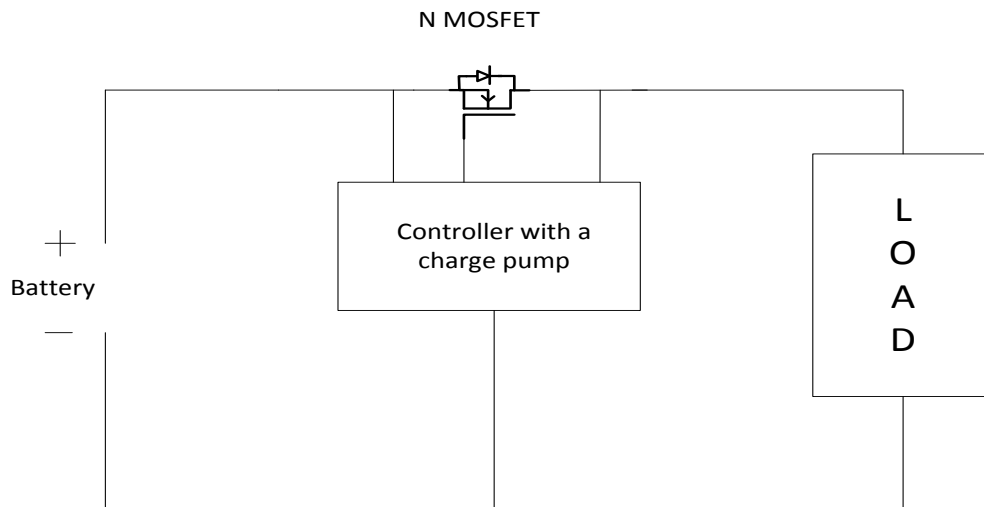 N MOSFET
Controller with a
charge pump
+
Battery
—
L
O
A
D